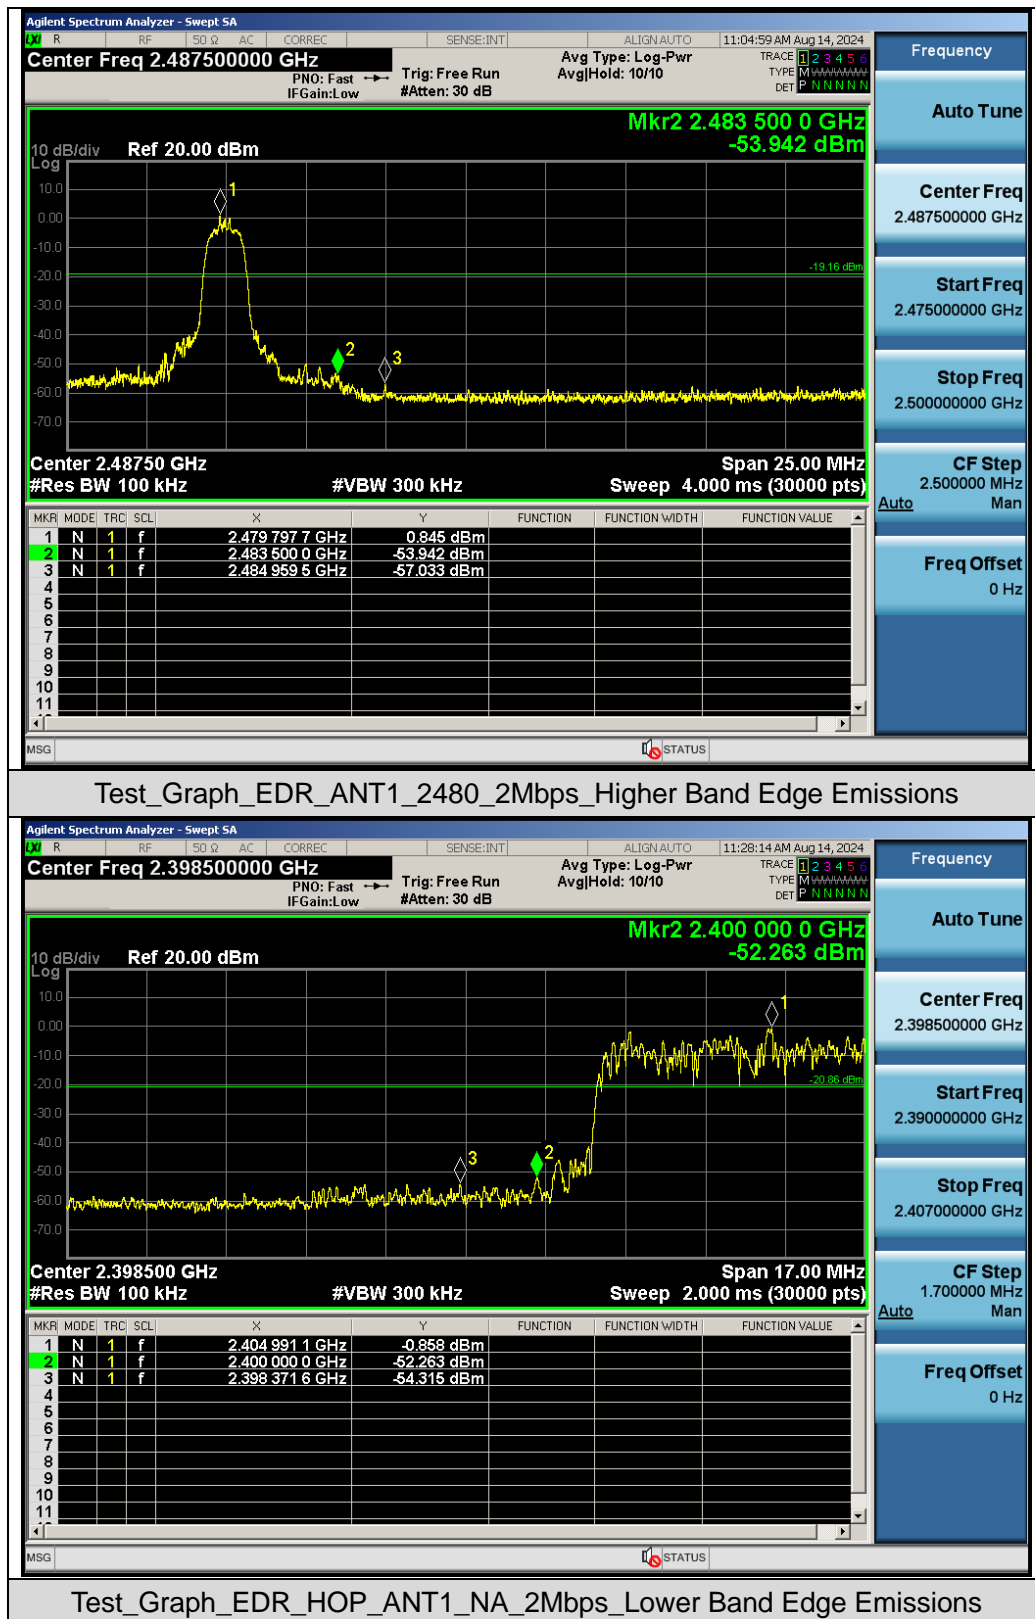 Agilent Spectrum Analyzer - Swept SA
LXI R RF 50 Ω AC CORREC SENSE:INT ALIGN AUTO 11:04:59 AM Aug 14, 2024
Center Freq 2.487500000 GHz Avg Type: Log-Pwr TRACE 1 2 3 4 5 6
PNO: Fast Trig: Free Run Avg|Hold: 10/10 TYPE M WWWWW
IFGain:Low #Atten: 30 dB DET P N N N N N
Frequency
Auto Tune
Center Freq
2.487500000 GHz
Start Freq
2.475000000 GHz
Stop Freq
2.500000000 GHz
CF Step
2.500000 MHz
Auto Man
Freq Offset
0 Hz
Mkr2 2.483 500 0 GHz
-53.942 dBm
10 dB/div Ref 20.00 dBm
Log
10.0
0.00
-10.0
-20.0
-30.0
-40.0
-50.0
-60.0
-70.0
1
-19.16 dBm
2
3
Center 2.48750 GHz Span 25.00 MHz
#Res BW 100 kHz #VBW 300 kHz Sweep 4.000 ms (30000 pts)
MKR MODE TRC SCL X Y FUNCTION FUNCTION WIDTH FUNCTION VALUE
1 N 1 f 2.479 797 7 GHz 0.845 dBm
2 N 1 f 2.483 500 0 GHz -53.942 dBm
3 N 1 f 2.484 959 5 GHz -57.033 dBm
4
5
6
7
8
9
10
11
MSG STATUS
Test_Graph_EDR_ANT1_2480_2Mbps_Higher Band Edge Emissions
Agilent Spectrum Analyzer - Swept SA
LXI R RF 50 Ω AC CORREC SENSE:INT ALIGN AUTO 11:28:14 AM Aug 14, 2024
Center Freq 2.398500000 GHz Avg Type: Log-Pwr TRACE 1 2 3 4 5 6
PNO: Fast Trig: Free Run Avg|Hold: 10/10 TYPE M WWWWW
IFGain:Low #Atten: 30 dB DET P N N N N N
Frequency
Auto Tune
Center Freq
2.398500000 GHz
Start Freq
2.390000000 GHz
Stop Freq
2.407000000 GHz
CF Step
1.700000 MHz
Auto Man
Freq Offset
0 Hz
Mkr2 2.400 000 0 GHz
-52.263 dBm
10 dB/div Ref 20.00 dBm
Log
10.0
0.00
-10.0
-20.0
-30.0
-40.0
-50.0
-60.0
-70.0
1
-20.86 dBm
2
3
Center 2.398500 GHz Span 17.00 MHz
#Res BW 100 kHz #VBW 300 kHz Sweep 2.000 ms (30000 pts)
MKR MODE TRC SCL X Y FUNCTION FUNCTION WIDTH FUNCTION VALUE
1 N 1 f 2.404 991 1 GHz -0.858 dBm
2 N 1 f 2.400 000 0 GHz -52.263 dBm
3 N 1 f 2.398 371 6 GHz -54.315 dBm
4
5
6
7
8
9
10
11
MSG STATUS
Test_Graph_EDR_HOP_ANT1_NA_2Mbps_Lower Band Edge Emissions